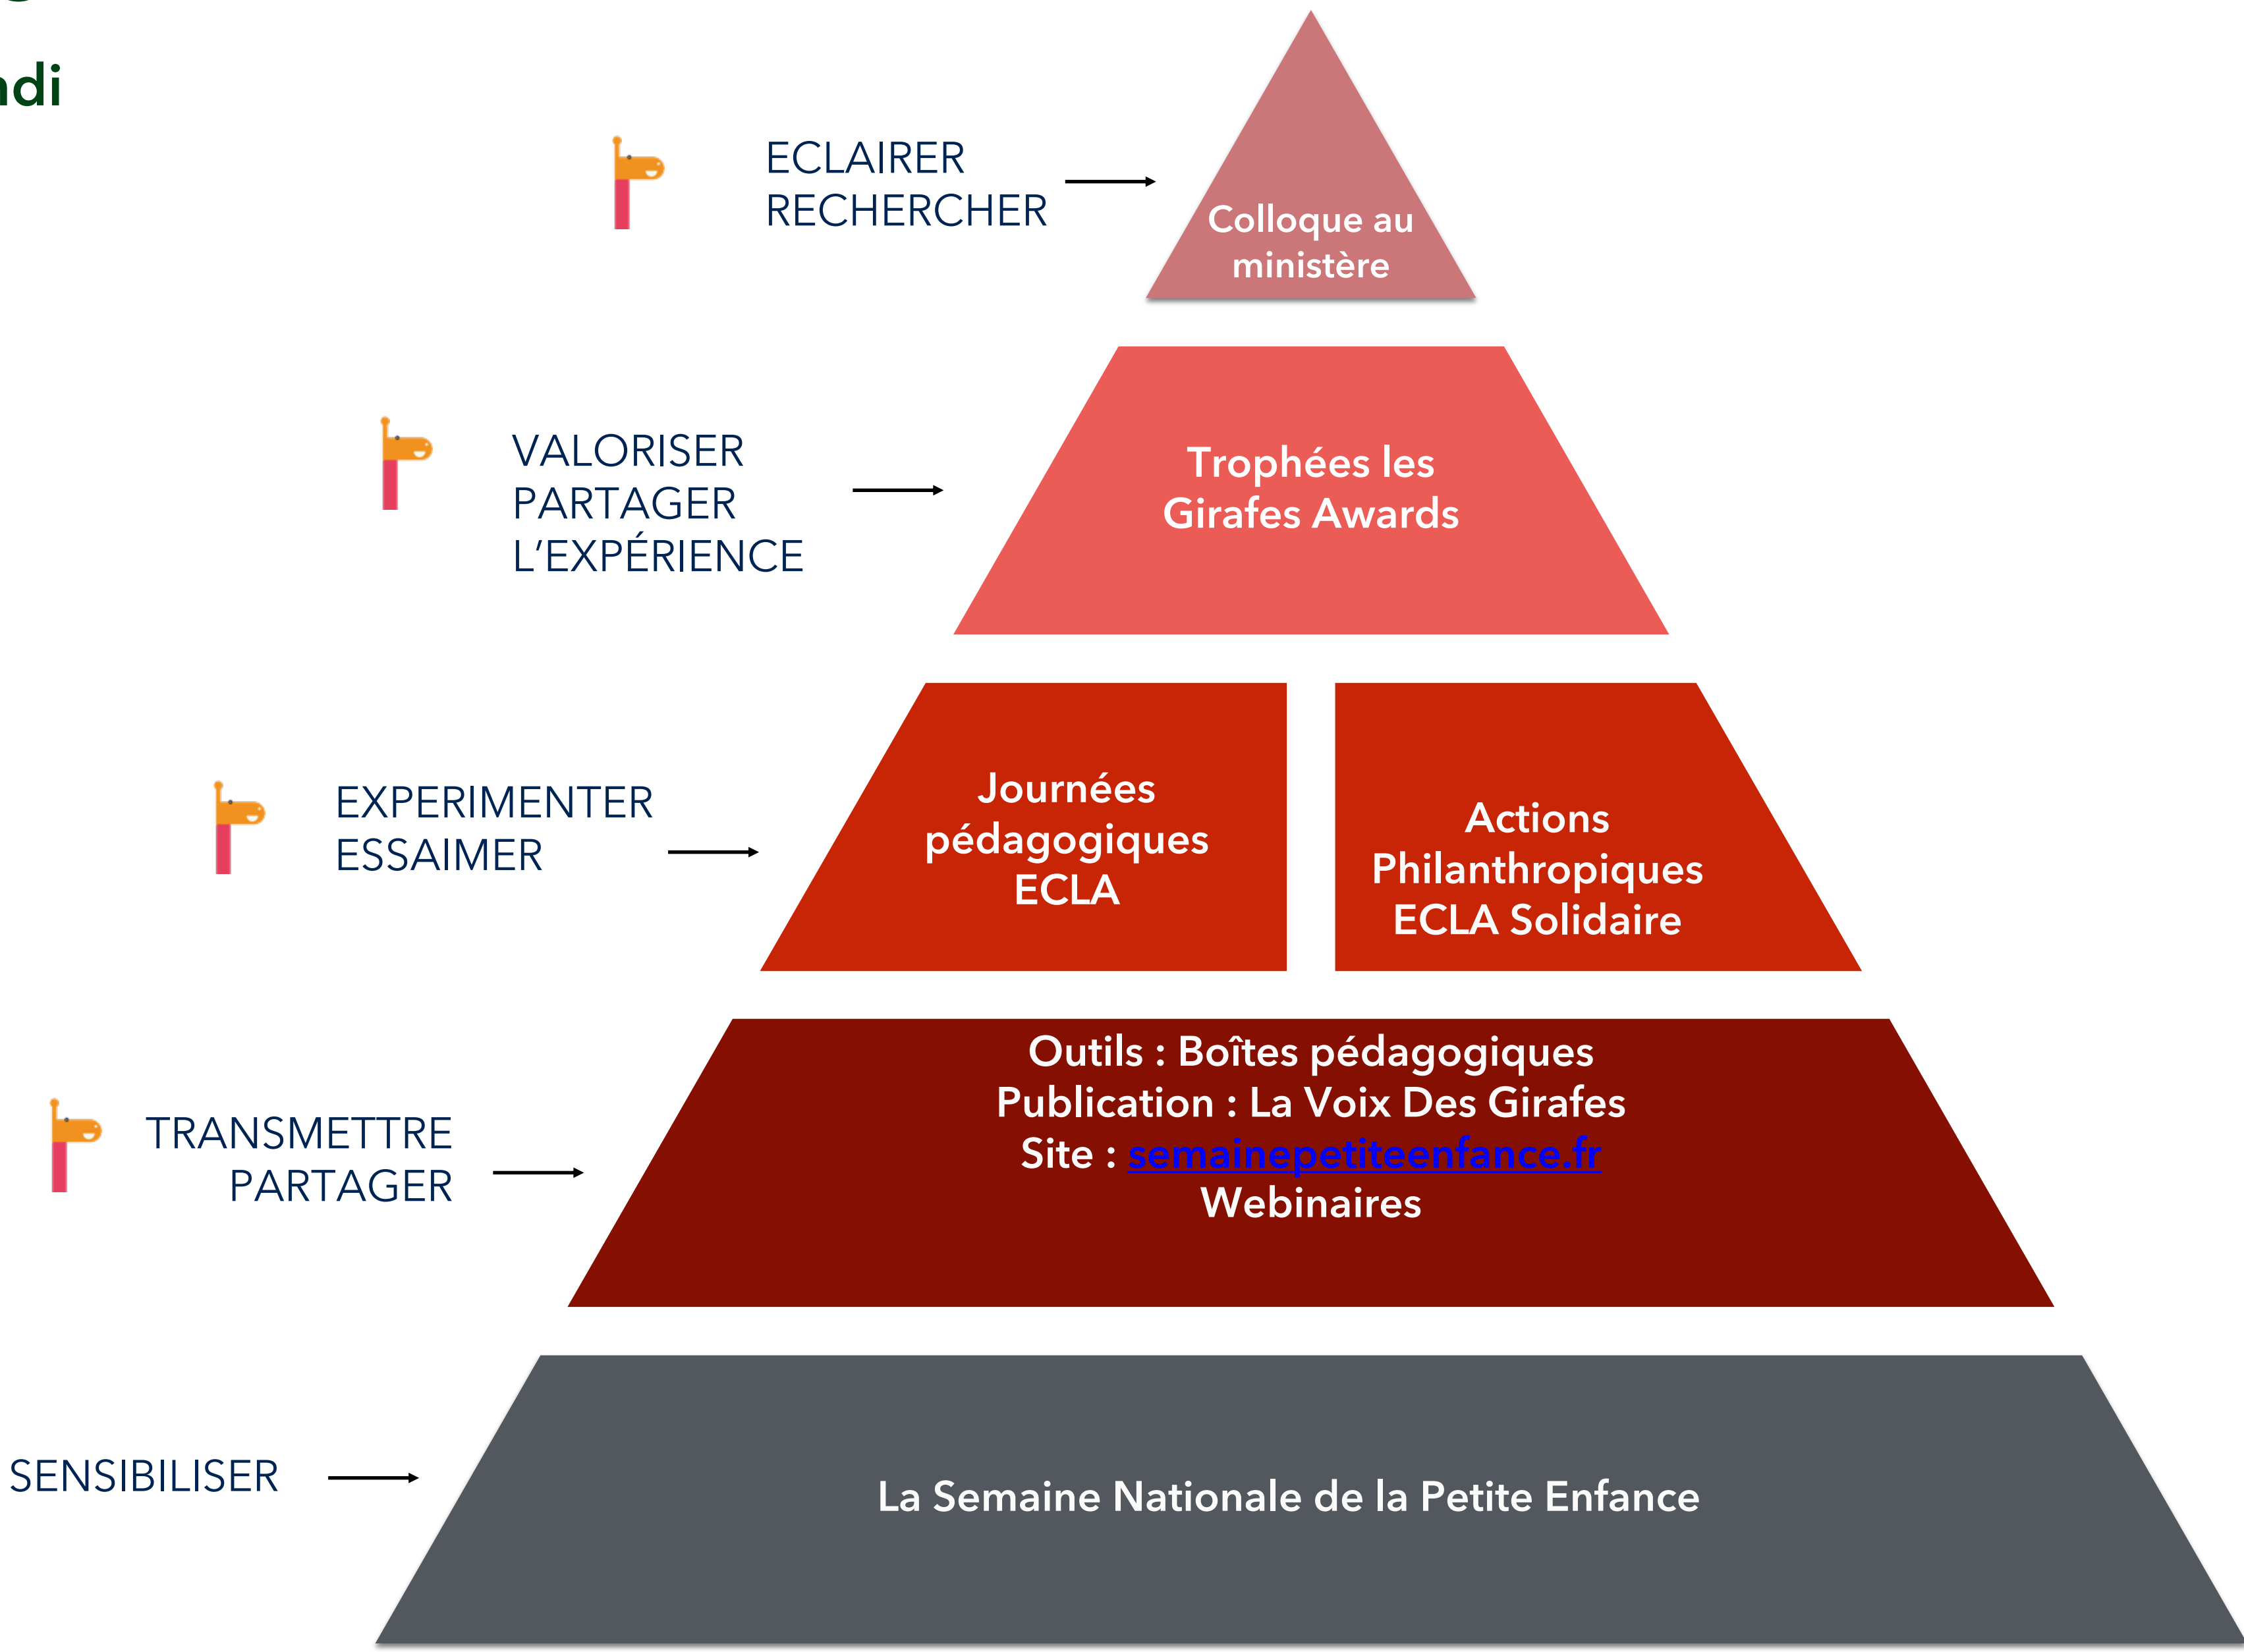 ECLAIRER
RECHERCHER
Colloque au
ministère
VALORISER
PARTAGER
L'EXPÉRIENCE
Trophées les
Girafes Awards
EXPERIMENTER
ESSAIMER
Journées
pédagogiques
ECLA
Actions
Philanthropiques
ECLA Solidaire
TRANSMETTRE
PARTAGER
Outils : Boîtes pédagogiques
Publication : La Voix Des Girafes
Site : semainepetiteenfance.fr
Webinaires
SENSIBILISER
La Semaine Nationale de la Petite Enfance